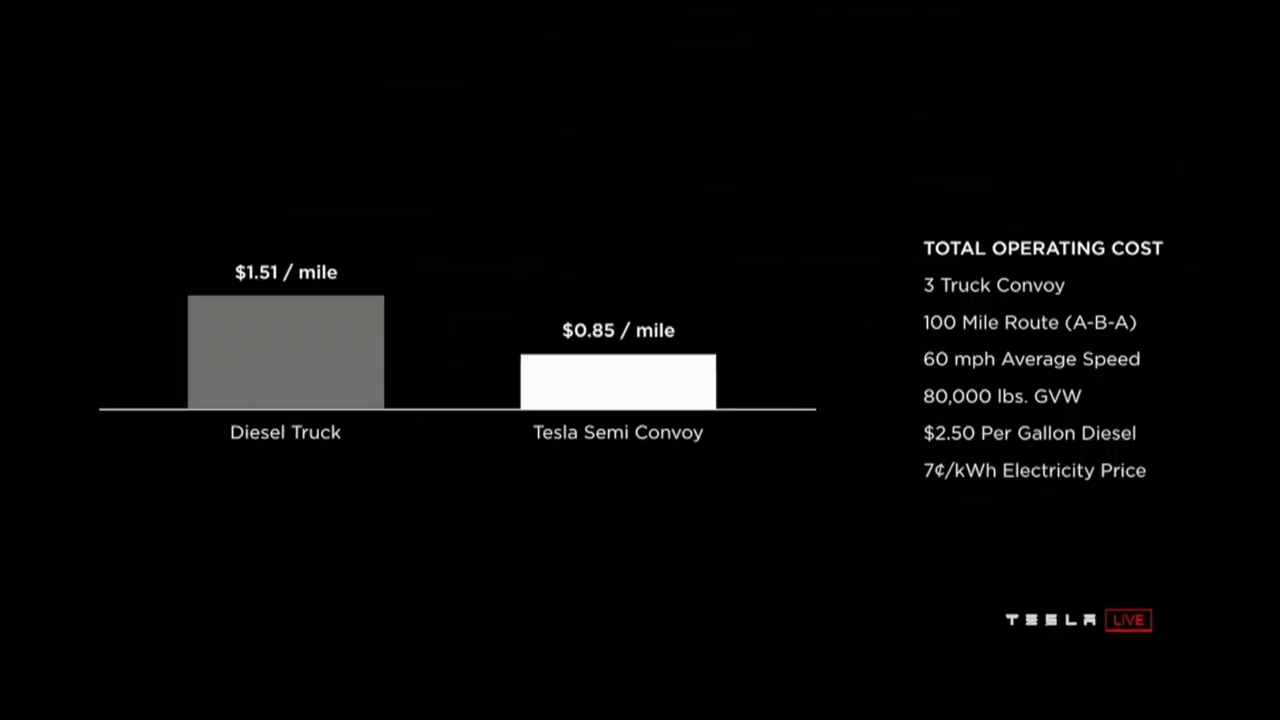 $1.51 / mile
$0.85 / mile
Diesel Truck
Tesla Semi Convoy
TOTAL OPERATING COST
3 Truck Convoy
100 Mile Route (A-B-A)
60 mph Average Speed
80,000 lbs. GVW
$2.50 Per Gallon Diesel
7¢/kWh Electricity Price
TESLA LIVE